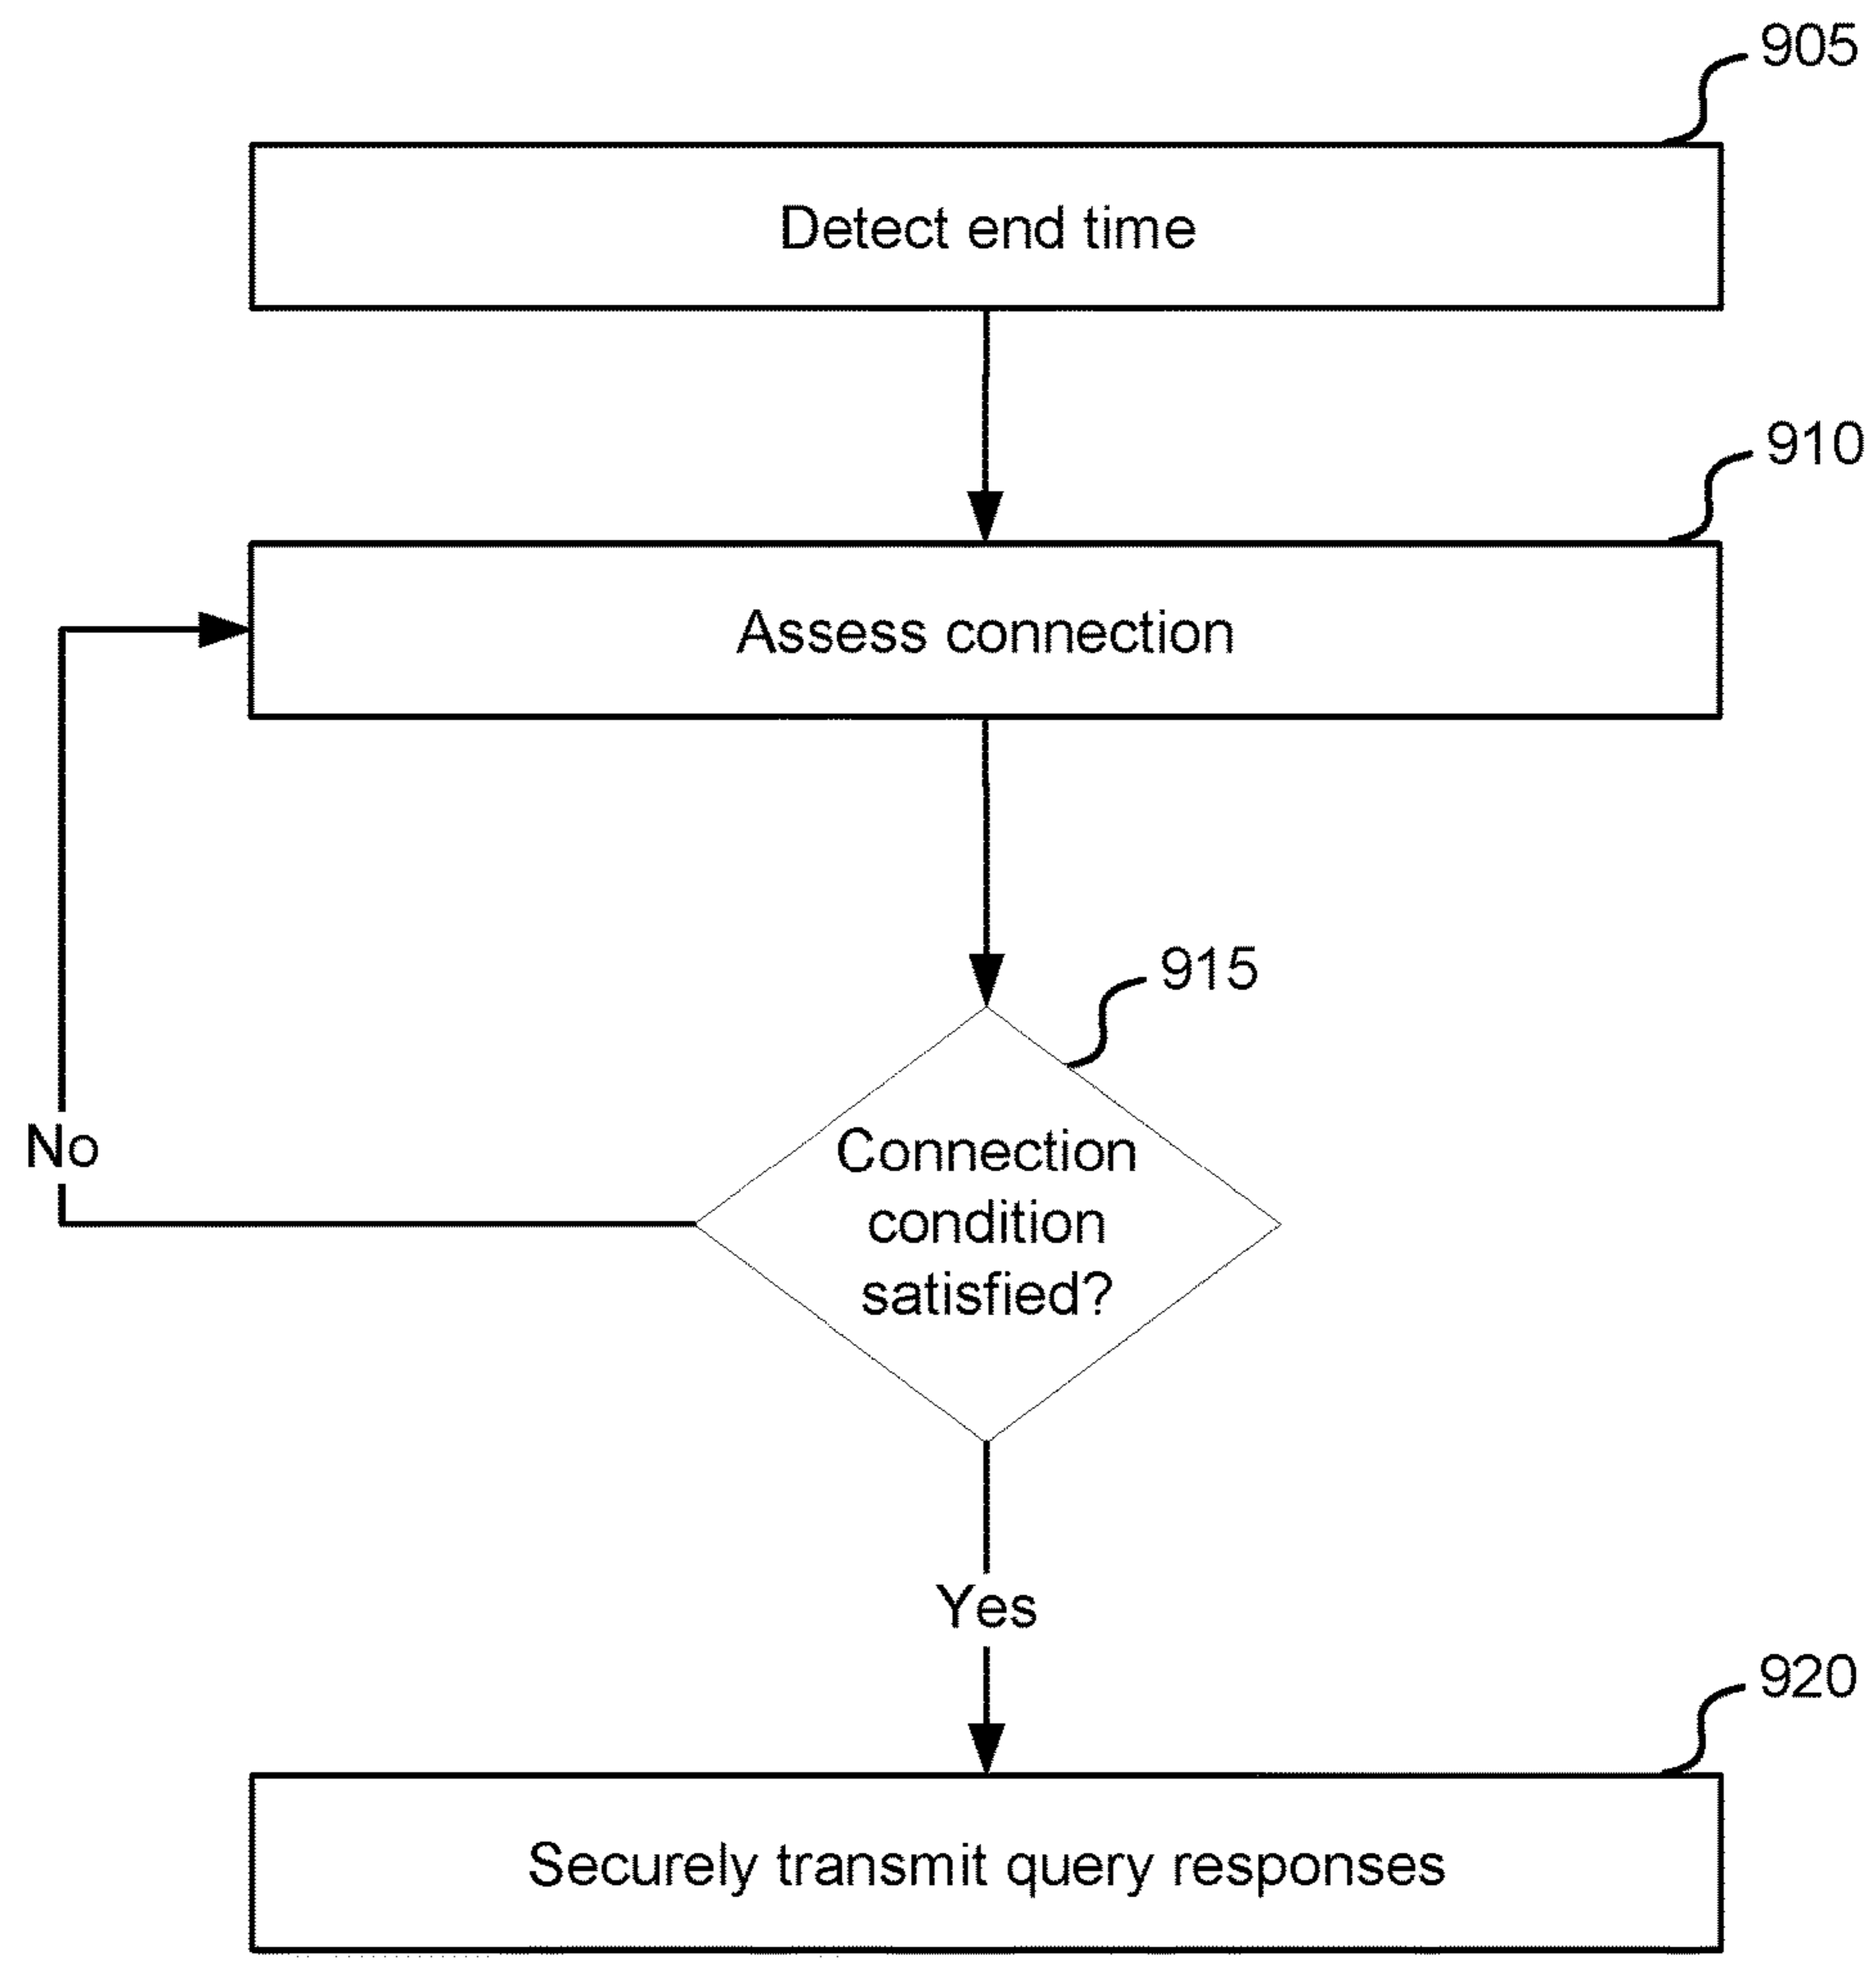 905
Detect end time
910
Assess connection
915
Connection
condition
satisfied?
No
Yes
920
Securely transmit query responses